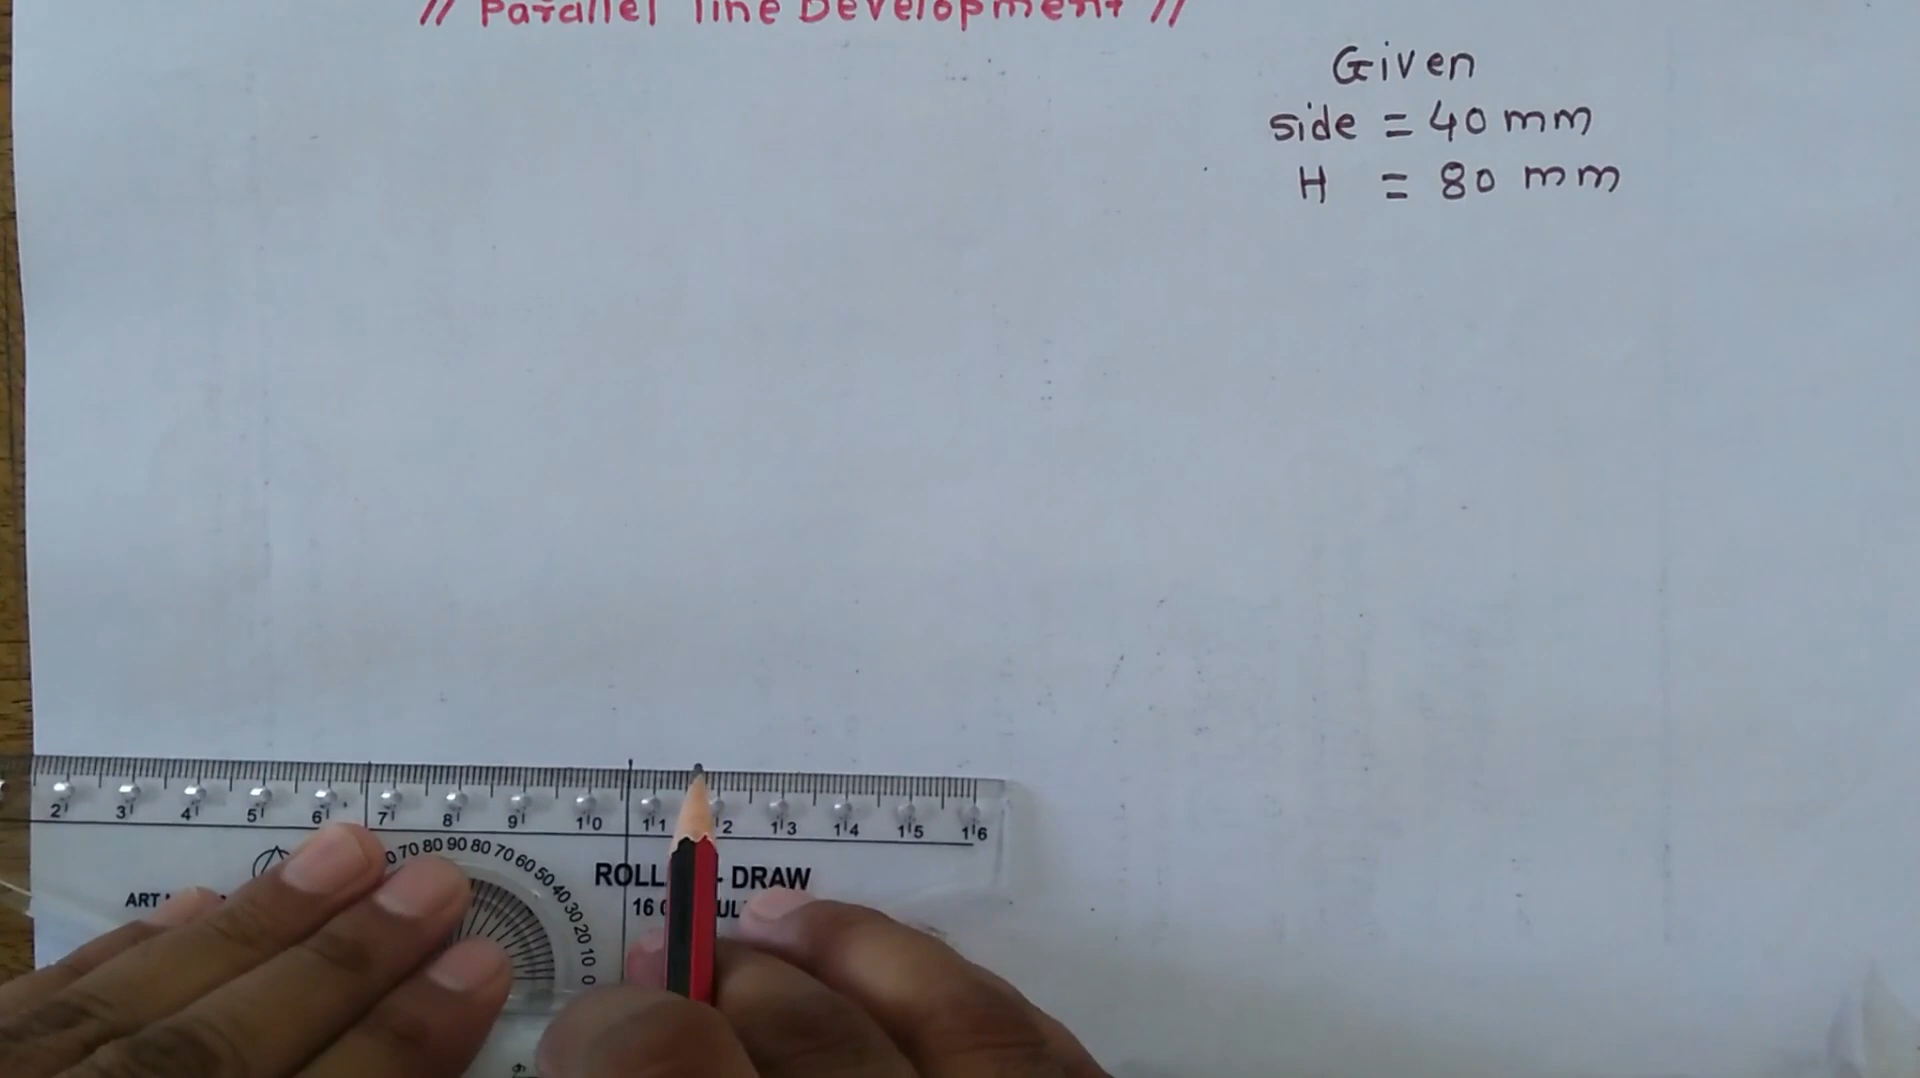 // Parallel line Development //
Given
side = 40 mm
H = 80 mm
2 3 4 5 6 7 8 9 10 11 2 13 14 15 16
0 70 80 90 80 70 60 50 40 30 20 10 0
ROLL - DRAW
ART
16